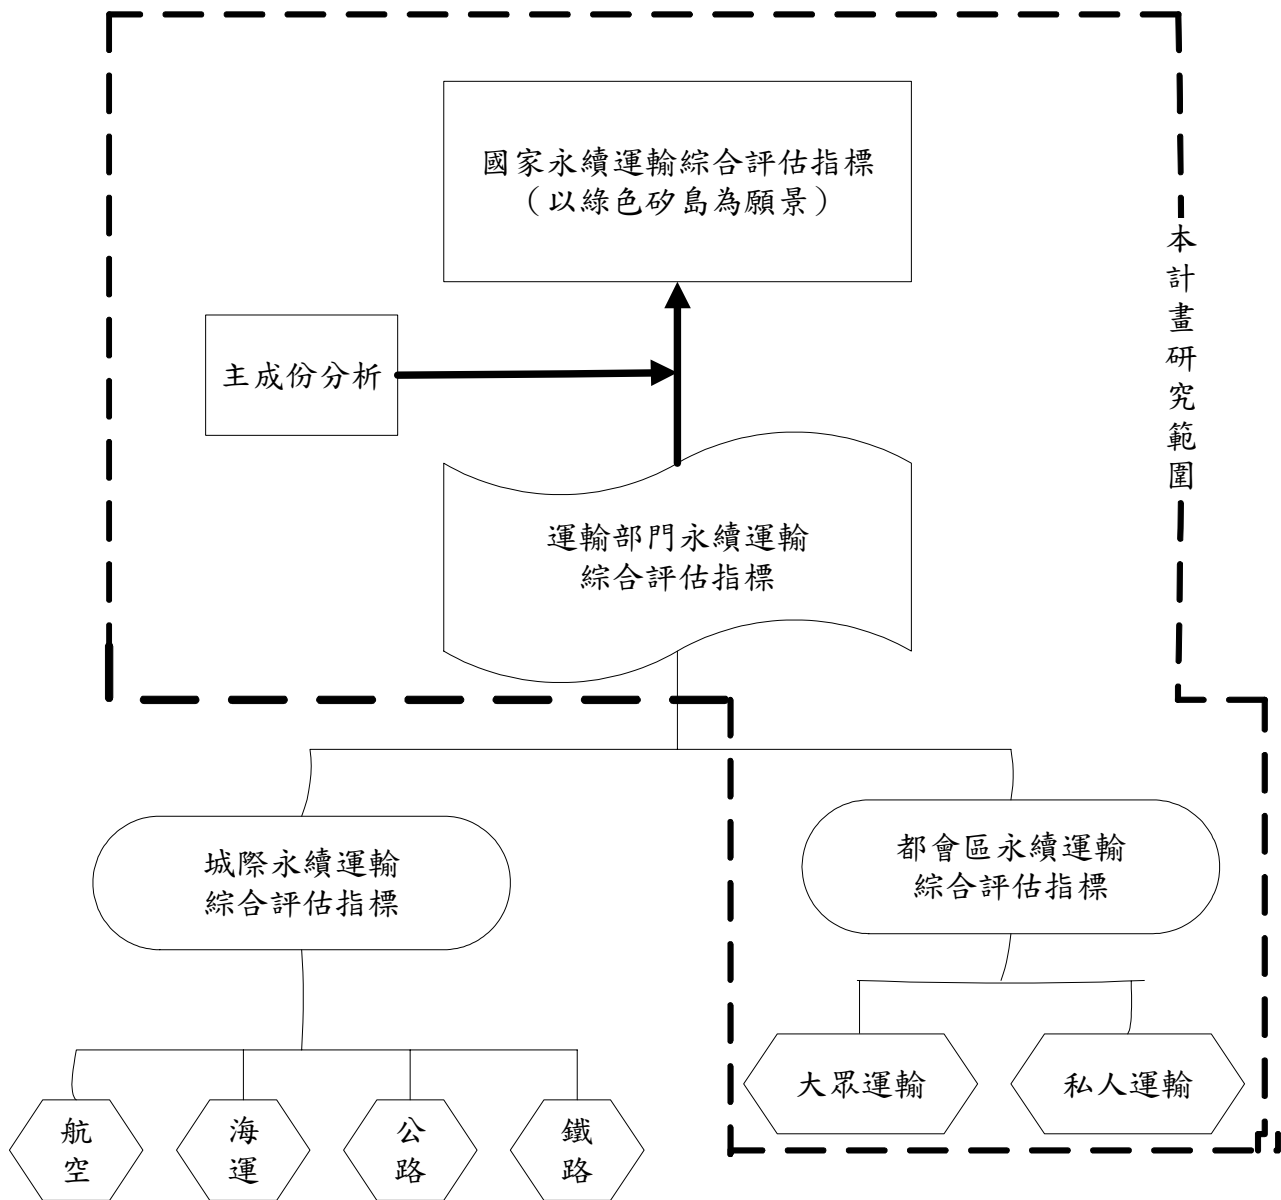 國家永續運輸綜合評估指標
（以綠色矽島為願景）
本計畫研究範圍
主成份分析
運輸部門永續運輸
綜合評估指標
城際永續運輸
綜合評估指標
都會區永續運輸
綜合評估指標
大眾運輸
私人運輸
航空
海運
公路
鐵路